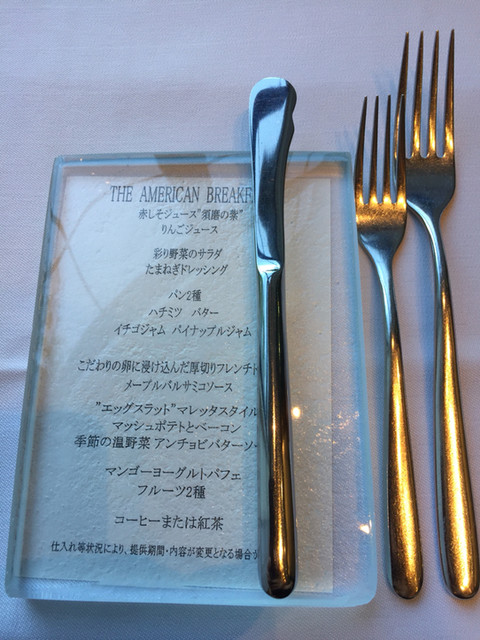 THE AMERICAN BREAKF
赤しそジュース"須磨の紫"
りんごジュース
彩り野菜のサラダ
たまねぎドレッシング
パン2種
ハチミツ バター
イチゴジャム パイナップルジャム
こだわりの卵に浸け込んだ厚切りフレンチ
メープルバルサミコソース
"エッグスラット"マレッタスタイル
マッシュポテトとベーコン
季節の温野菜 アンチョビバターソー
マンゴーヨーグルトパフェ
フルーツ2種
コーヒーまたは紅茶
仕入れ等状況により、提供期間・内容が変更となる場合が